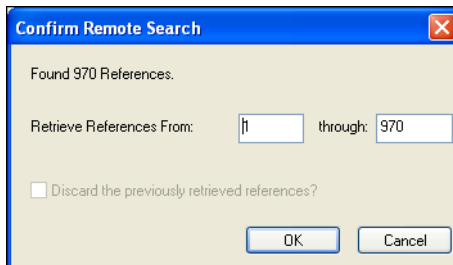 Confirm Remote Search
Found 970 References.
Retrieve References From: 1 through: 970
Discard the previously retrieved references?
OK Cancel